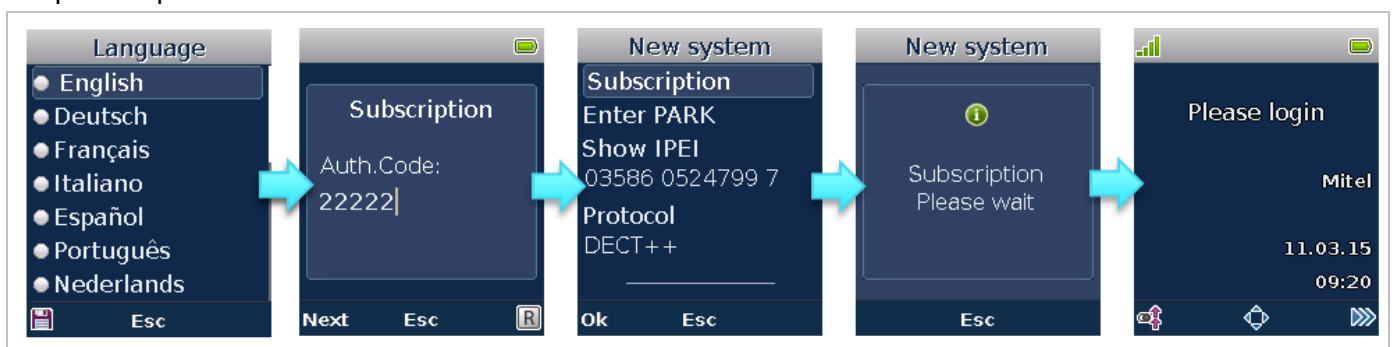 Language
English
Deutsch
Français
Italiano
Español
Português
Nederlands
Esc
Subscription
Auth.Code:
22222
Next Esc R
New system
Subscription
Enter PARK
Show IPEI
03586 0524799 7
Protocol
DECT++
Ok Esc
New system
Subscription
Please wait
Esc
Please login
Mitel
11.03.15
09:20